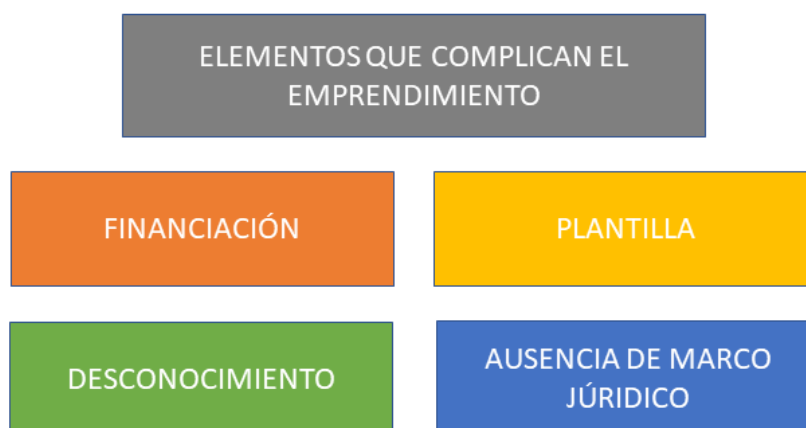 ELEMENTOS QUE COMPLICAN EL
EMPRENDIMIENTO
FINANCIACIÓN
PLANTILLA
DESCONOCIMIENTO
AUSENCIA DE MARCO
JÚRIDICO